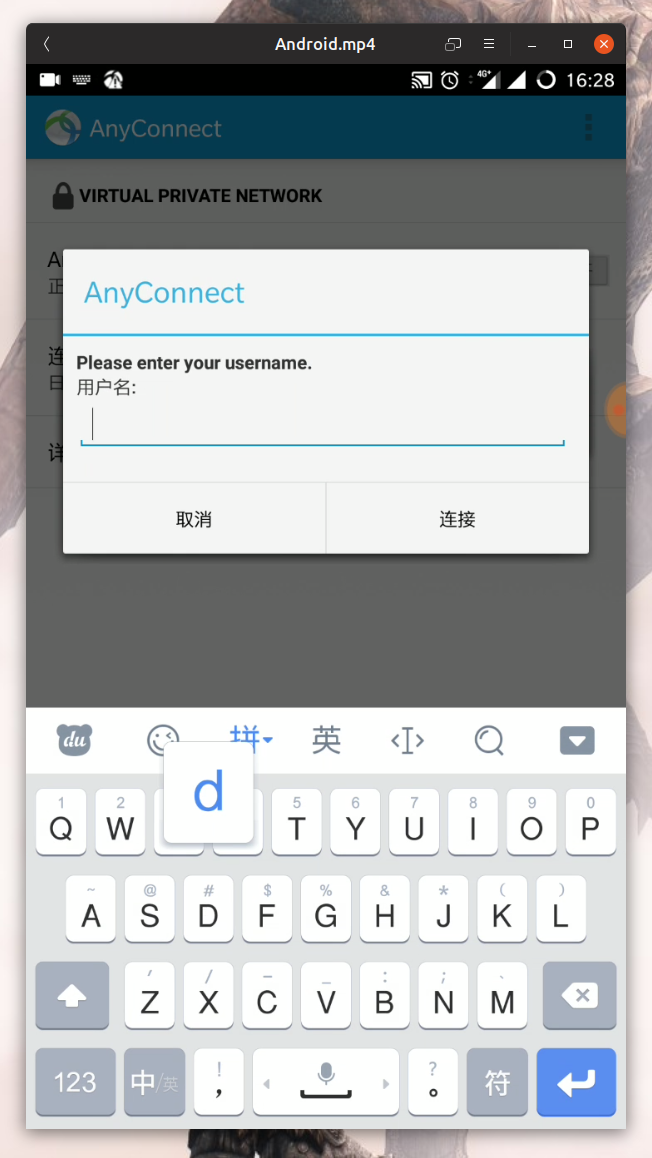 Android.mp4
4G+ 16:28
AnyConnect
VIRTUAL PRIVATE NETWORK
A
正
连
日
详
AnyConnect
Please enter your username.
用户名:
取消 连接
du 拼 英
d
1 2 5 6 7 8 9 0
Q W T Y U I O P
~ @ # $ % & * ( )
A S D F G H J K L
' / - _ : ; 、
Z X C V B N M
! ?
123 中/英 , 。 符